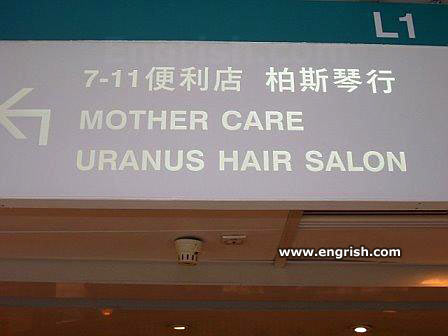 L1
7-11便利店 柏斯琴行
MOTHER CARE
URANUS HAIR SALON
www.engrish.com